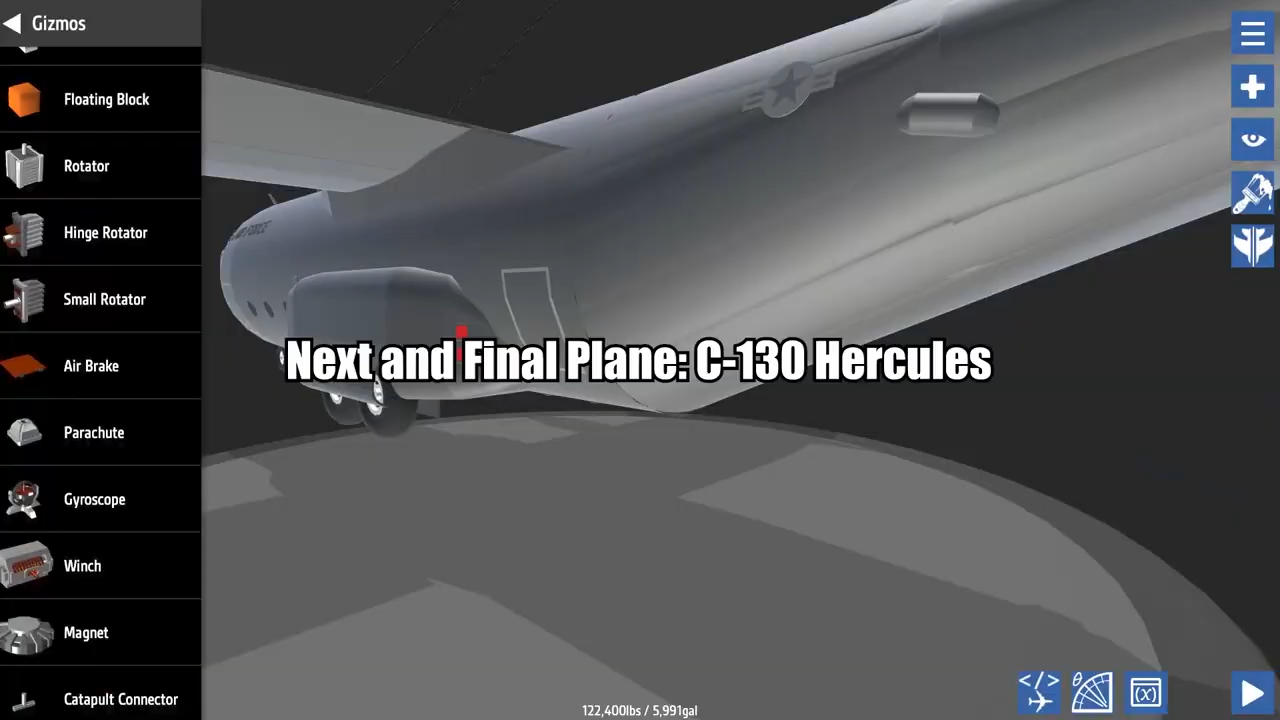 Gizmos
Floating Block
Rotator
Hinge Rotator
Small Rotator
Air Brake
Parachute
Gyroscope
Winch
Magnet
Catapult Connector
Next and Final Plane: C-130 Hercules
122,400lbs / 5,991gal